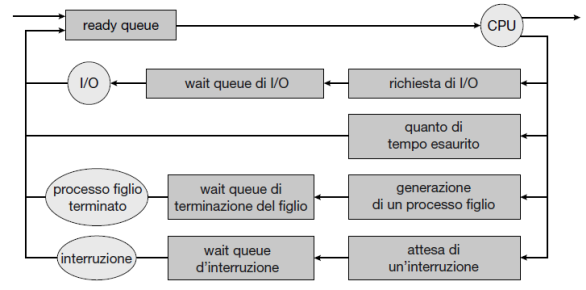 ready queue
CPU
I/O
wait queue di I/O
richiesta di I/O
quanto di
tempo esaurito
processo figlio
terminato
wait queue di
terminazione del figlio
generazione
di un processo figlio
interruzione
wait queue
d'interruzione
attesa di
un'interruzione